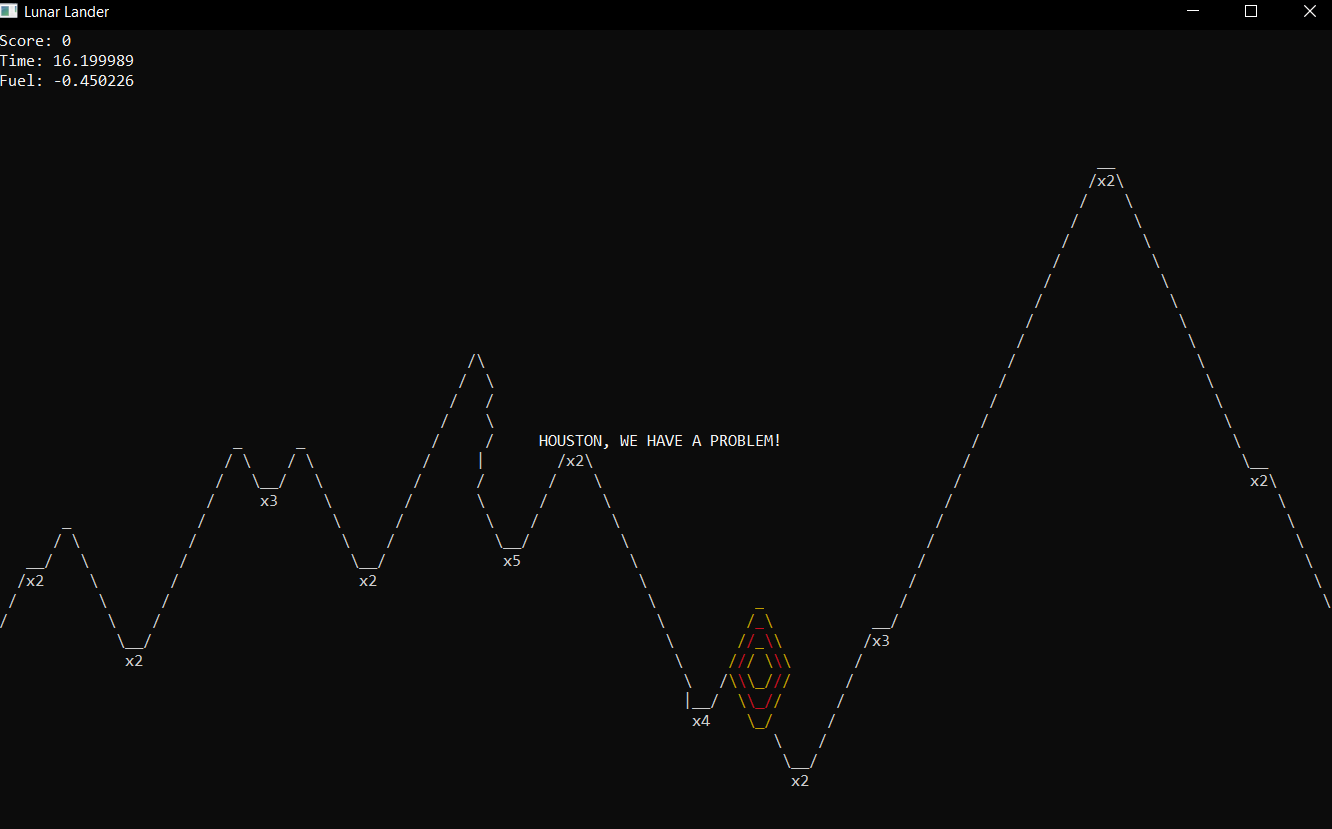 Lunar Lander
Score: 0
Time: 16.199989
Fuel: -0.450226
x2
HOUSTON, WE HAVE A PROBLEM!
x2
x2
x3
x5
x2
x2
x3
x2
x4
x2